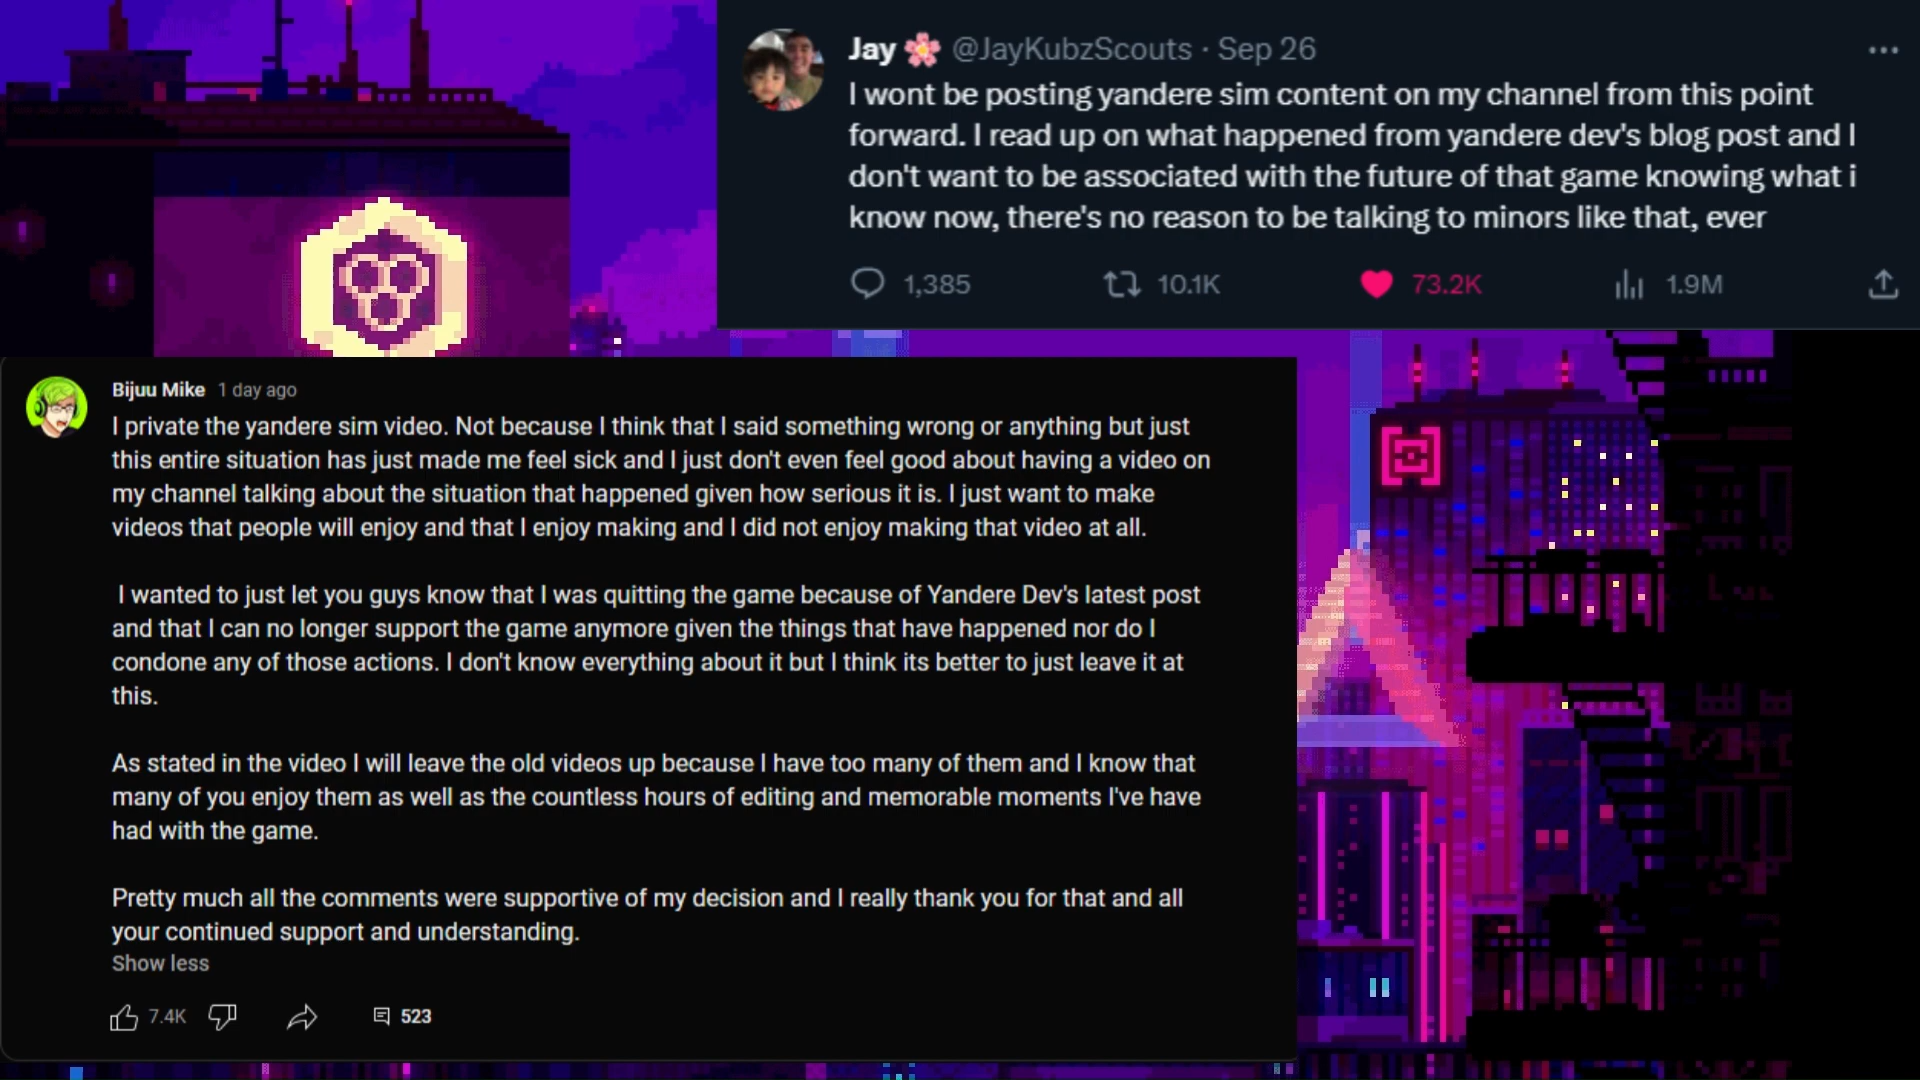 Jay 🌸 @JayKubzScouts · Sep 26
I wont be posting yandere sim content on my channel from this point
forward. I read up on what happened from yandere dev's blog post and I
don't want to be associated with the future of that game knowing what i
know now, there's no reason to be talking to minors like that, ever
1,385 10.1K 73.2K 1.9M
Bijuu Mike 1 day ago
I private the yandere sim video. Not because I think that I said something wrong or anything but just
this entire situation has just made me feel sick and I just don't even feel good about having a video on
my channel talking about the situation that happened given how serious it is. I just want to make
videos that people will enjoy and that I enjoy making and I did not enjoy making that video at all.
I wanted to just let you guys know that I was quitting the game because of Yandere Dev's latest post
and that I can no longer support the game anymore given the things that have happened nor do I
condone any of those actions. I don't know everything about it but I think its better to just leave it at
this.
As stated in the video I will leave the old videos up because I have too many of them and I know that
many of you enjoy them as well as the countless hours of editing and memorable moments I've have
had with the game.
Pretty much all the comments were supportive of my decision and I really thank you for that and all
your continued support and understanding.
Show less
7.4K 523